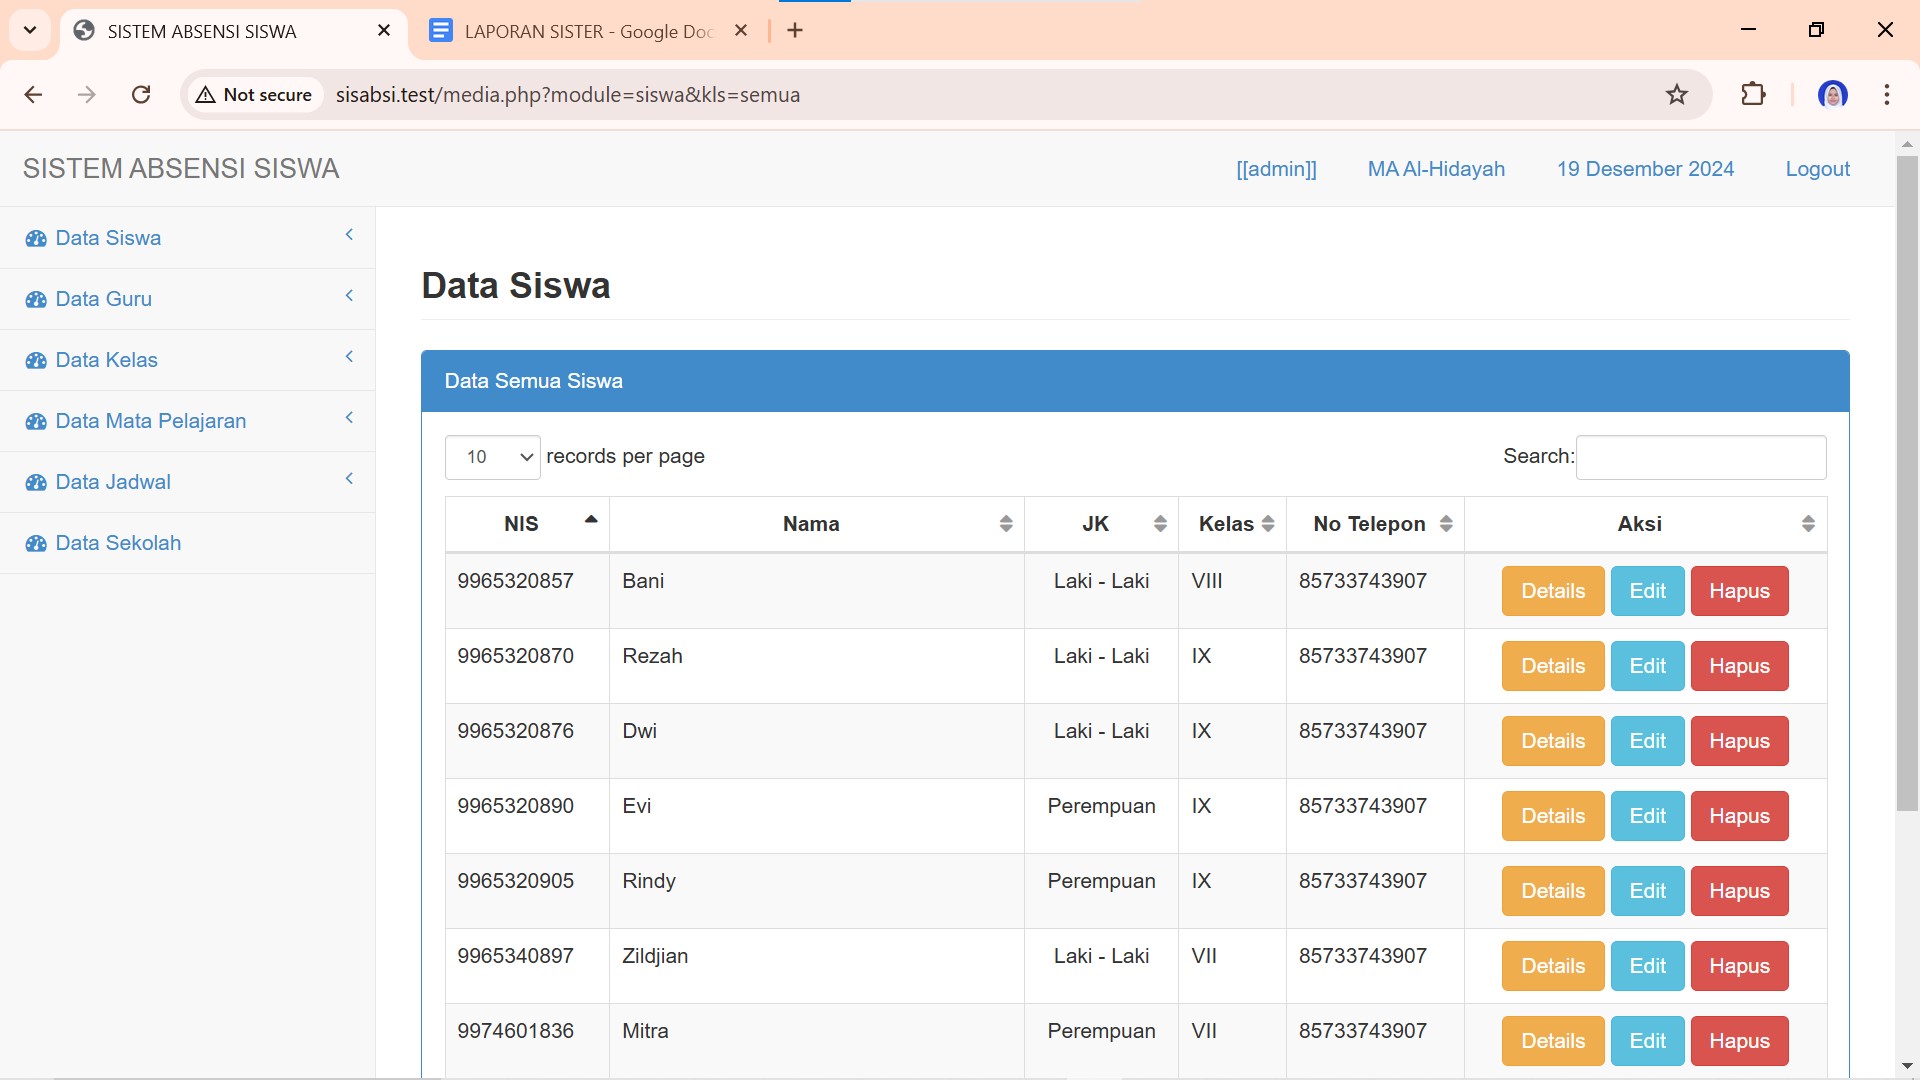 SISTEM ABSENSI SISWA
LAPORAN SISTER - Google Doc
Not secure sisabsi.test/media.php?module=siswa&kls=semua
SISTEM ABSENSI SISWA [[admin]] MA Al-Hidayah 19 Desember 2024 Logout
Data Siswa
Data Guru
Data Kelas
Data Mata Pelajaran
Data Jadwal
Data Sekolah
Data Siswa
Data Semua Siswa
10 records per page Search:
NIS Nama JK Kelas No Telepon Aksi
9965320857 Bani Laki - Laki VIII 85733743907 Details Edit Hapus
9965320870 Rezah Laki - Laki IX 85733743907 Details Edit Hapus
9965320876 Dwi Laki - Laki IX 85733743907 Details Edit Hapus
9965320890 Evi Perempuan IX 85733743907 Details Edit Hapus
9965320905 Rindy Perempuan IX 85733743907 Details Edit Hapus
9965340897 Zildjian Laki - Laki VII 85733743907 Details Edit Hapus
9974601836 Mitra Perempuan VII 85733743907 Details Edit Hapus